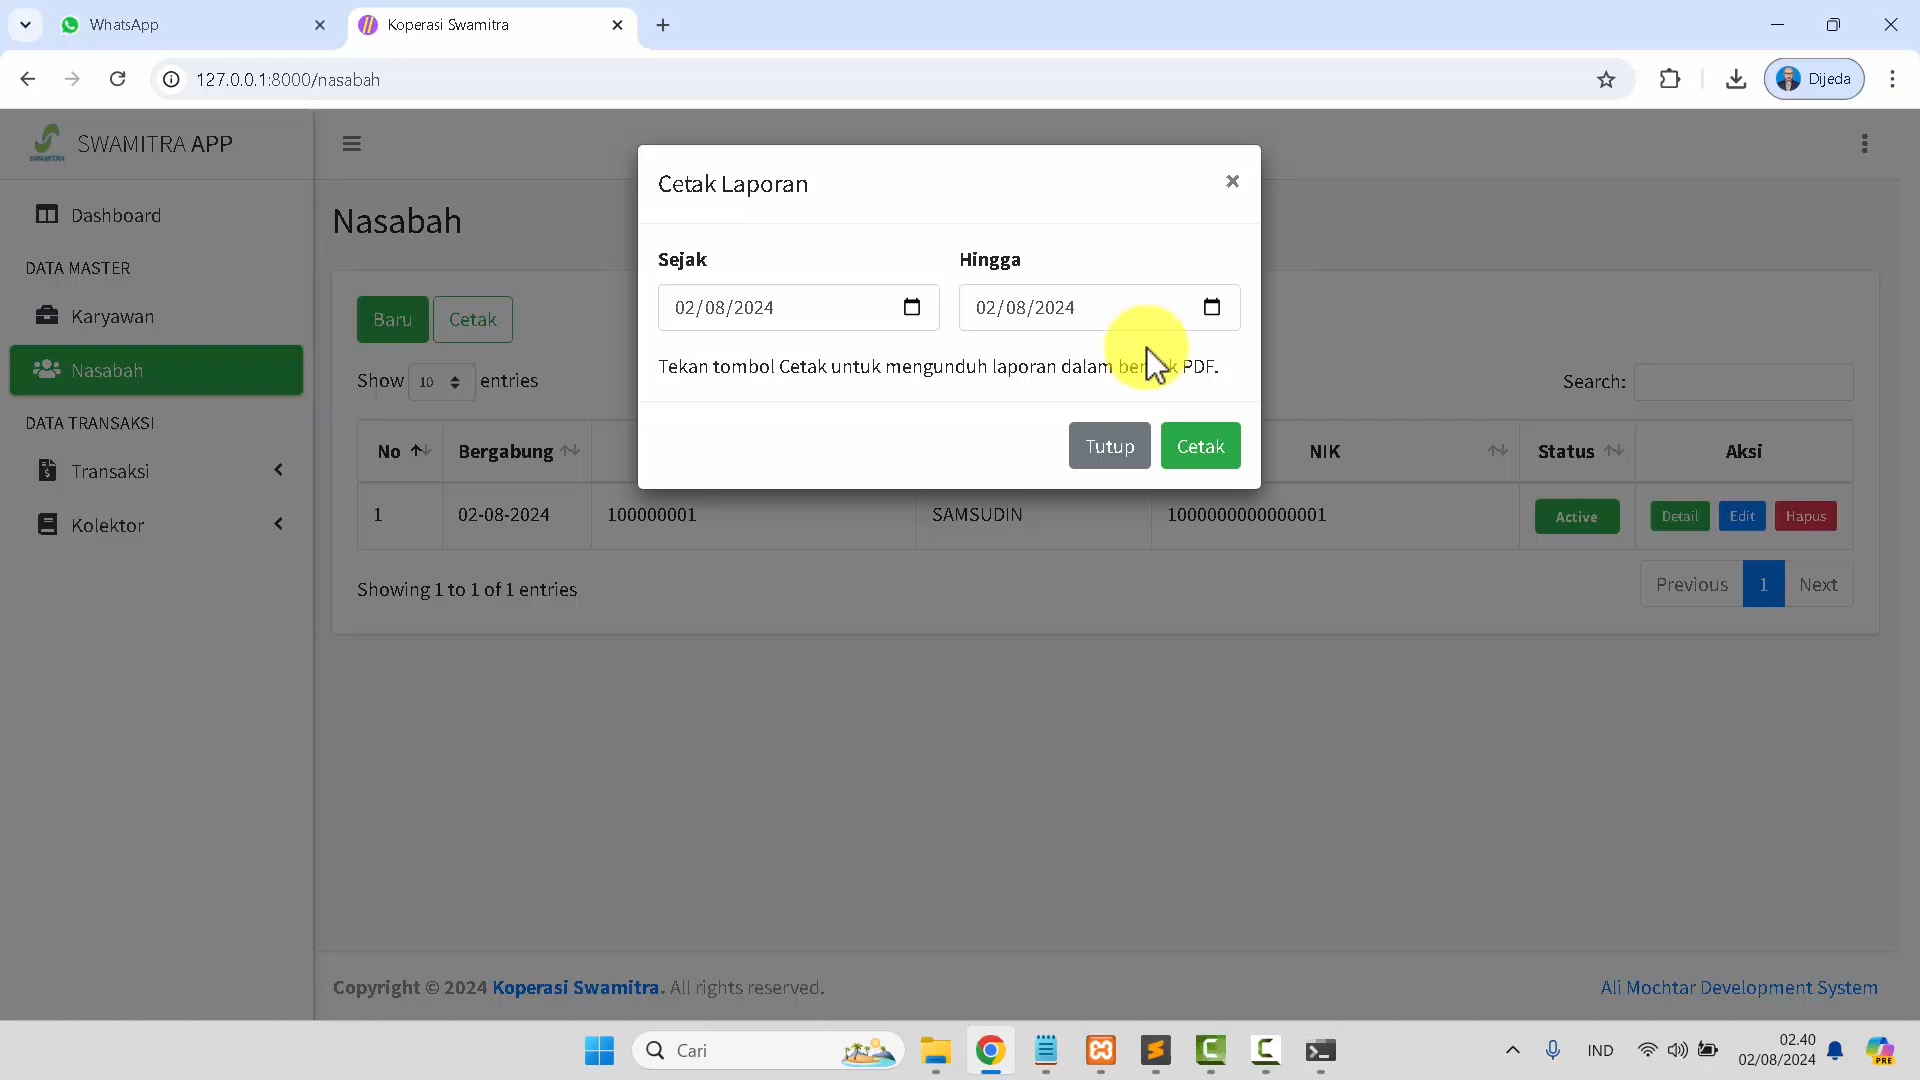 WhatsApp
Koperasi Swamitra
127.0.0.1:8000/nasabah
Dijeda
SWAMITRA
SWAMITRA APP
Dashboard
DATA MASTER
Karyawan
Nasabah
DATA TRANSAKSI
Transaksi
Kolektor
Nasabah
Baru
Cetak
Show 10 entries
Search:
No
Bergabung
NIK
Status
Aksi
1
02-08-2024
100000001
SAMSUDIN
1000000000000001
Active
Detail
Edit
Hapus
Showing 1 to 1 of 1 entries
Previous
1
Next
Cetak Laporan
×
Sejak
Hingga
02/08/2024
02/08/2024
Tekan tombol Cetak untuk mengunduh laporan dalam PDF.
Tutup
Cetak
Copyright © 2024 Koperasi Swamitra. All rights reserved.
Ali Mochtar Development System
Cari
IND
02.40
02/08/2024
PRE